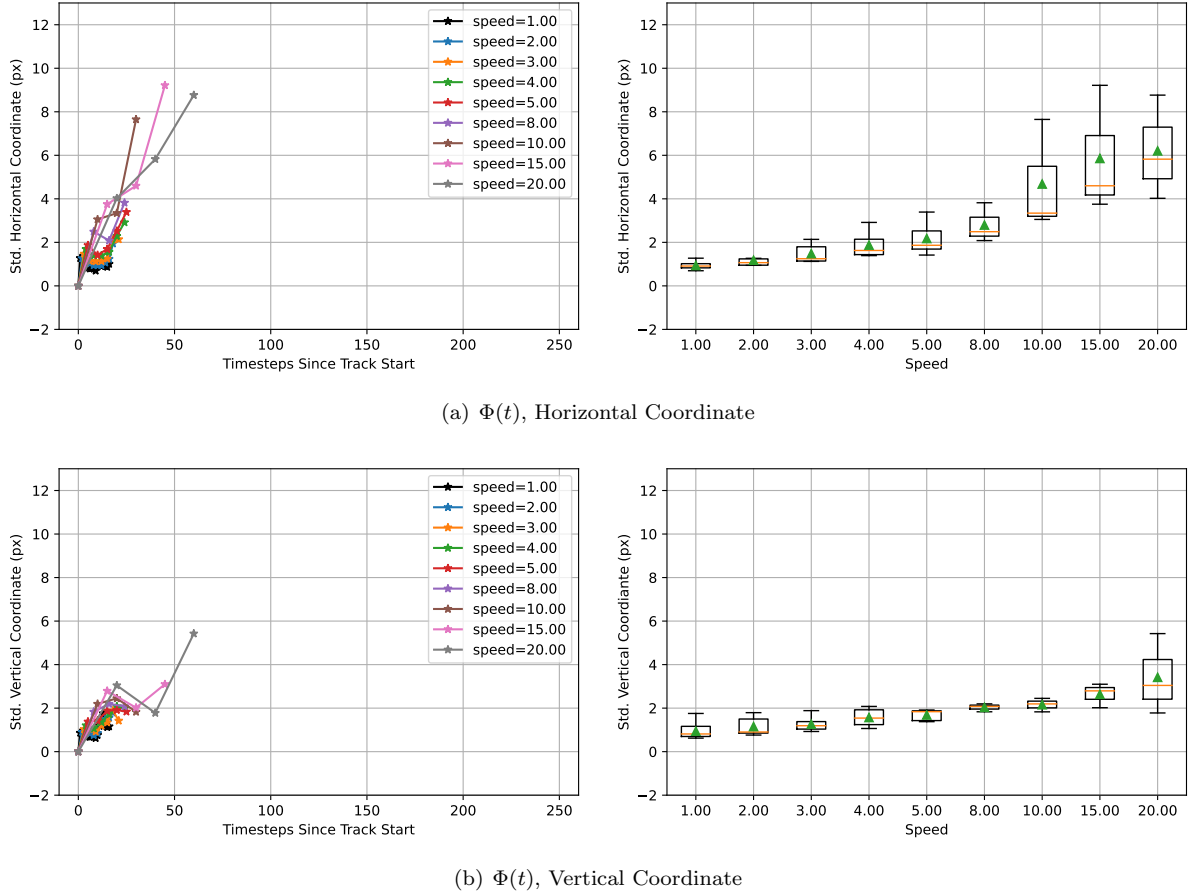 12
10
8
6
4
2
0
−2
Std. Horizontal Coordinate (px)
0
50
100
150
200
250
Timesteps Since Track Start
speed=1.00
speed=2.00
speed=3.00
speed=4.00
speed=5.00
speed=8.00
speed=10.00
speed=15.00
speed=20.00
12
10
8
6
4
2
0
−2
Std. Horizontal Coordinate (px)
1.00 2.00 3.00 4.00 5.00 8.00 10.00 15.00 20.00
Speed
(a) Φ(t), Horizontal Coordinate
12
10
8
6
4
2
0
−2
Std. Vertical Coordinate (px)
0
50
100
150
200
250
Timesteps Since Track Start
speed=1.00
speed=2.00
speed=3.00
speed=4.00
speed=5.00
speed=8.00
speed=10.00
speed=15.00
speed=20.00
12
10
8
6
4
2
0
−2
Std. Vertical Coordiante (px)
1.00 2.00 3.00 4.00 5.00 8.00 10.00 15.00 20.00
Speed
(b) Φ(t), Vertical Coordinate